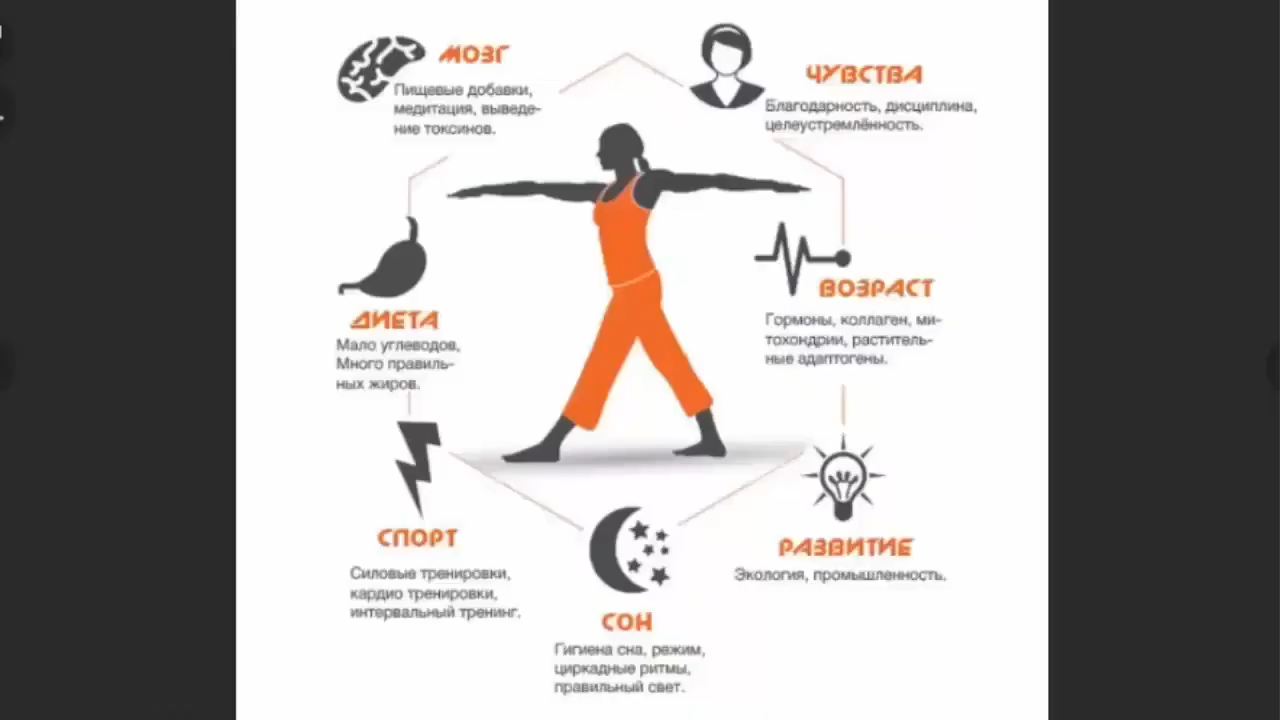 МОЗГ
Пищевые добавки,
медитация, выведе-
ние токсинов.
ЧУВСТВА
Благодарность, дисциплина,
целеустремлённость.
ДИЕТА
Мало углеводов,
Много правиль-
ных жиров.
ВОЗРАСТ
Гормоны, коллаген, ми-
тохондрии, раститель-
ные адаптогены.
СПОРТ
Силовые тренировки,
кардио тренировки,
интервальный тренинг.
РАЗВИТИЕ
Экология, промышленность.
СОН
Гигиена сна, режим,
циркадные ритмы,
правильный свет.